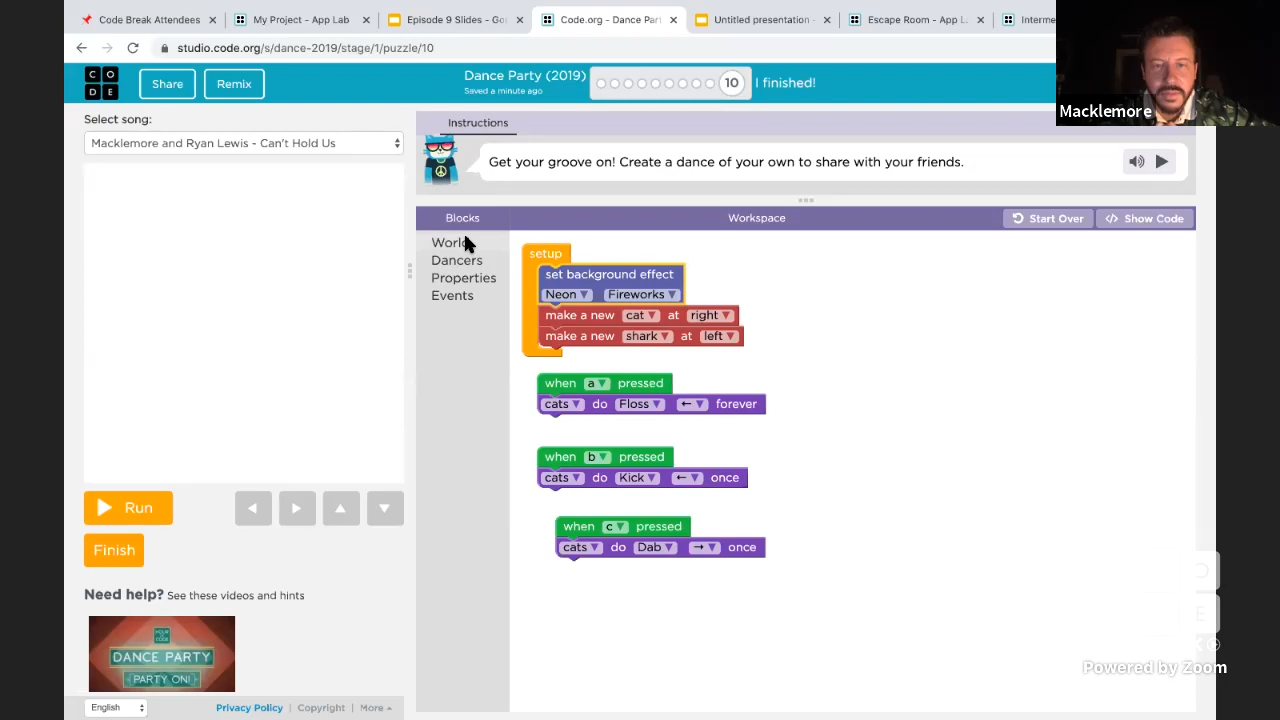 Code Break Attendees
My Project - App Lab
Episode 9 Slides - Go
Code.org - Dance Par
Untitled presentation -
Escape Room - App L
Interme
studio.code.org/s/dance-2019/stage/1/puzzle/10
C O
D E
Share
Remix
Dance Party (2019)
Saved a minute ago
10
I finished!
Macklemore
Select song:
Macklemore and Ryan Lewis - Can't Hold Us
Instructions
Get your groove on! Create a dance of your own to share with your friends.
Blocks
Workspace
Start Over
Show Code
World
Dancers
Properties
Events
setup
set background effect
Neon Fireworks
make a new cat at right
make a new shark at left
when a pressed
cats do Floss ← forever
when b pressed
cats do Kick ← once
when c pressed
cats do Dab → once
Run
Finish
Need help? See these videos and hints
HOUR OF CODE
DANCE PARTY
PARTY ON!
English
Privacy Policy | Copyright | More
Powered by Zoom